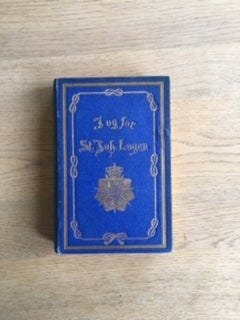 I og for
St. Joh. Logen